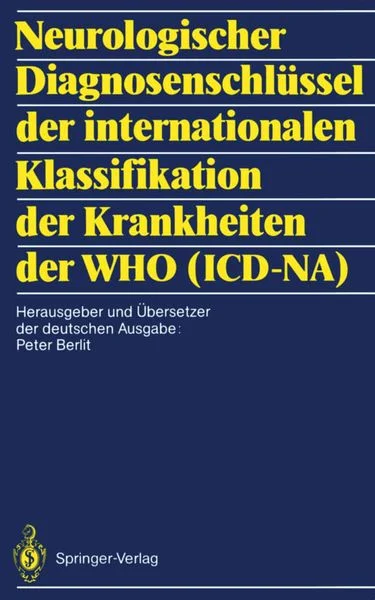 Neurologischer
Diagnosenschlüssel
der internationalen
Klassifikation
der Krankheiten
der WHO (ICD-NA)
Herausgeber und Übersetzer
der deutschen Ausgabe:
Peter Berlit
Springer-Verlag